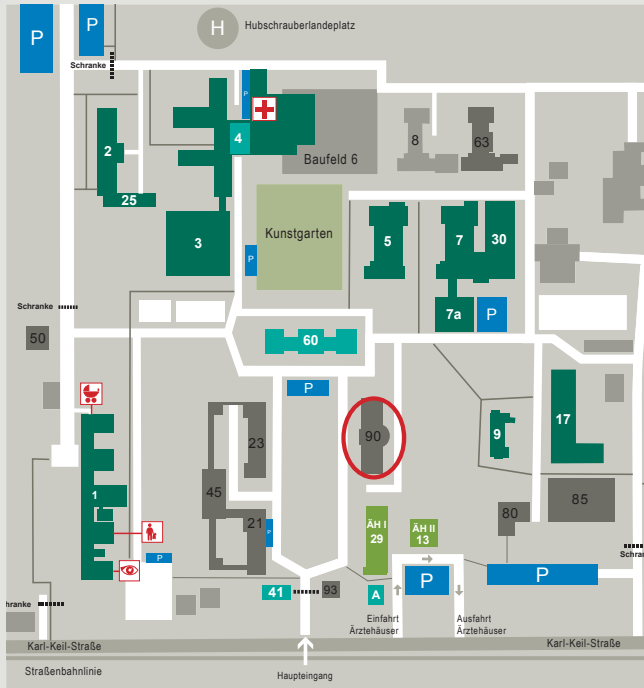 P
P
H
Hubschrauberlandeplatz
Schranke
P
4
2
8
63
Baufeld 6
25
3
Kunstgarten
5
7
30
P
Schranke
7a
P
50
60
P
90
23
9
17
1
45
85
80
21
P
ÄH I
29
ÄH II
13
P
Schran
P
P
41
93
A
hranke
Einfahrt
Ärztehäuser
Ausfahrt
Ärztehäuser
Karl-Keil-Straße
Karl-Keil-Straße
Straßenbahnlinie
Haupteingang